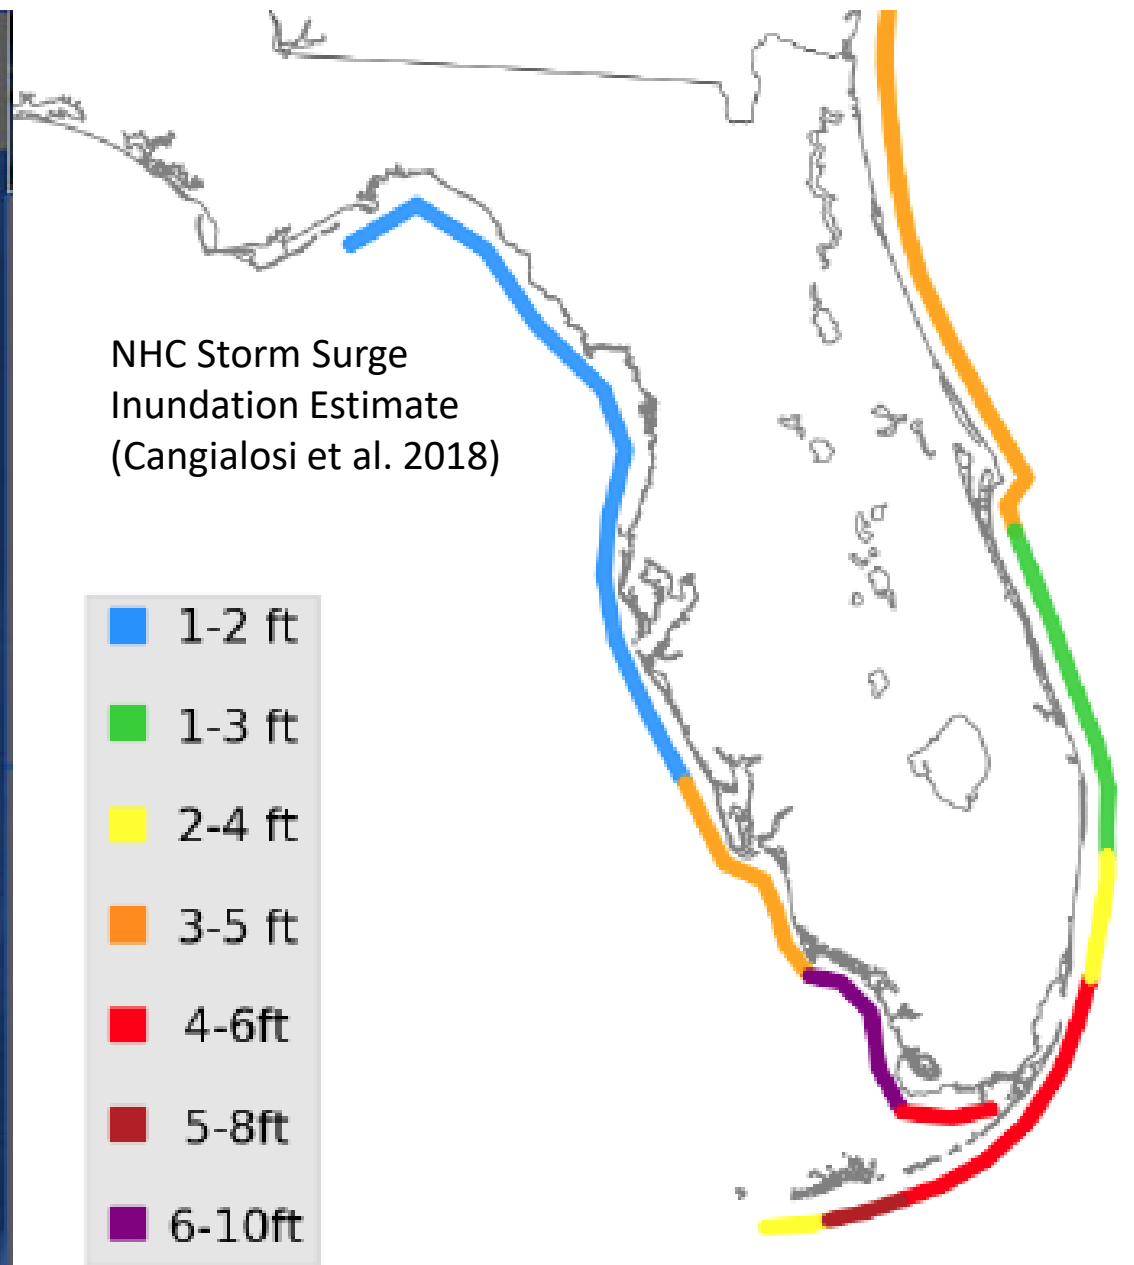 NHC Storm Surge
Inundation Estimate
(Cangialosi et al. 2018)
1-2 ft
1-3 ft
2-4 ft
3-5 ft
4-6ft
5-8ft
6-10ft